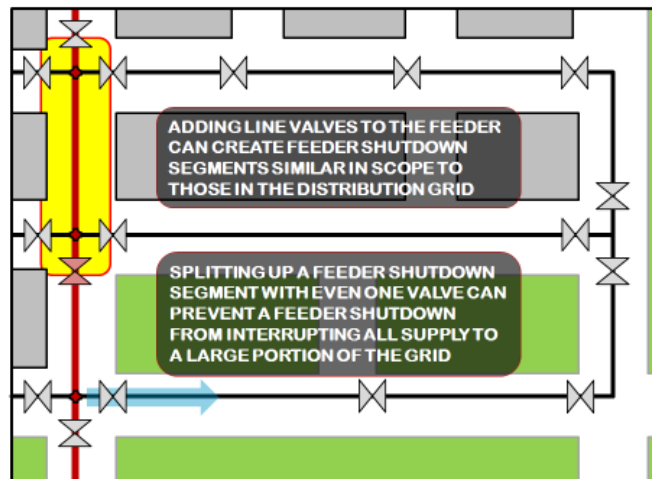 ADDING LINE VALVES TO THE FEEDER
CAN CREATE FEEDER SHUTDOWN
SEGMENTS SIMILAR IN SCOPE TO
THOSE IN THE DISTRIBUTION GRID
SPLITTING UP A FEEDER SHUTDOWN
SEGMENT WITH EVEN ONE VALVE CAN
PREVENT A FEEDER SHUTDOWN
FROM INTERRUPTING ALL SUPPLY TO
A LARGE PORTION OF THE GRID